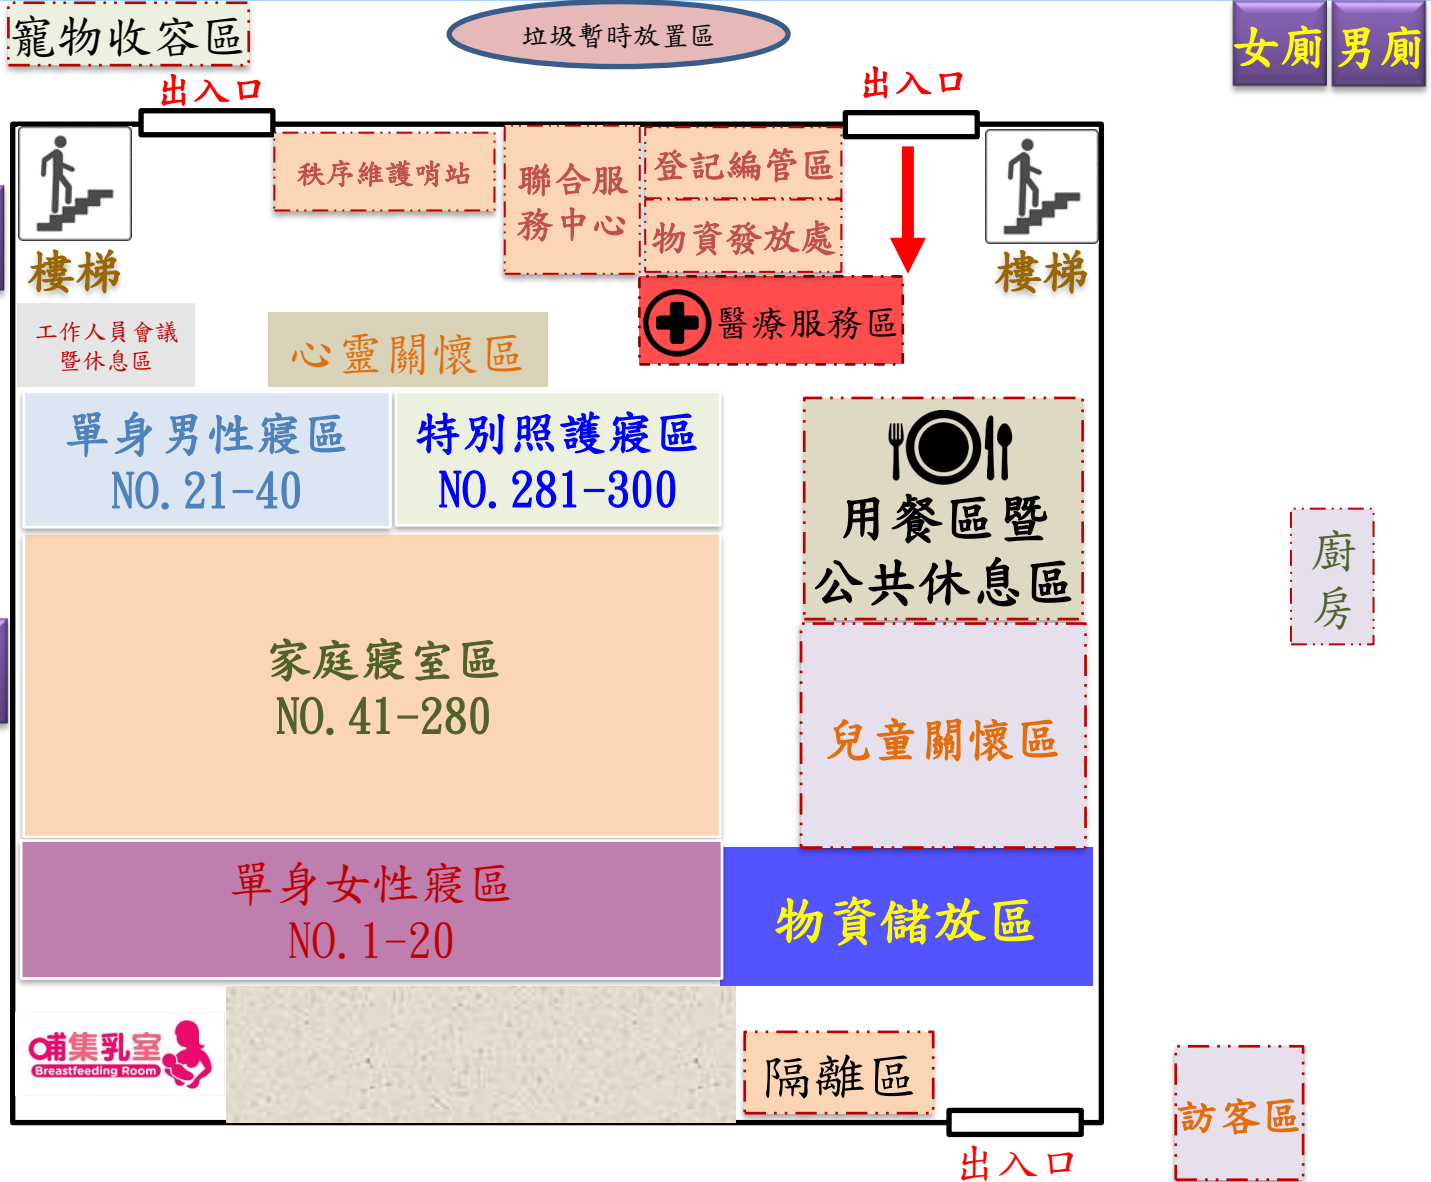 寵物收容區
垃圾暫時放置區
女廁
男廁
出入口
出入口
秩序維護哨站
聯合服
務中心
登記編管區
物資發放處
樓梯
樓梯
醫療服務區
工作人員會議
暨休息區
心靈關懷區
單身男性寢區
NO.21-40
特別照護寢區
NO.281-300
用餐區暨
公共休息區
廚
房
家庭寢室區
NO.41-280
兒童關懷區
單身女性寢區
NO.1-20
物資儲放區
哺集乳室
Breastfeeding Room
隔離區
訪客區
出入口